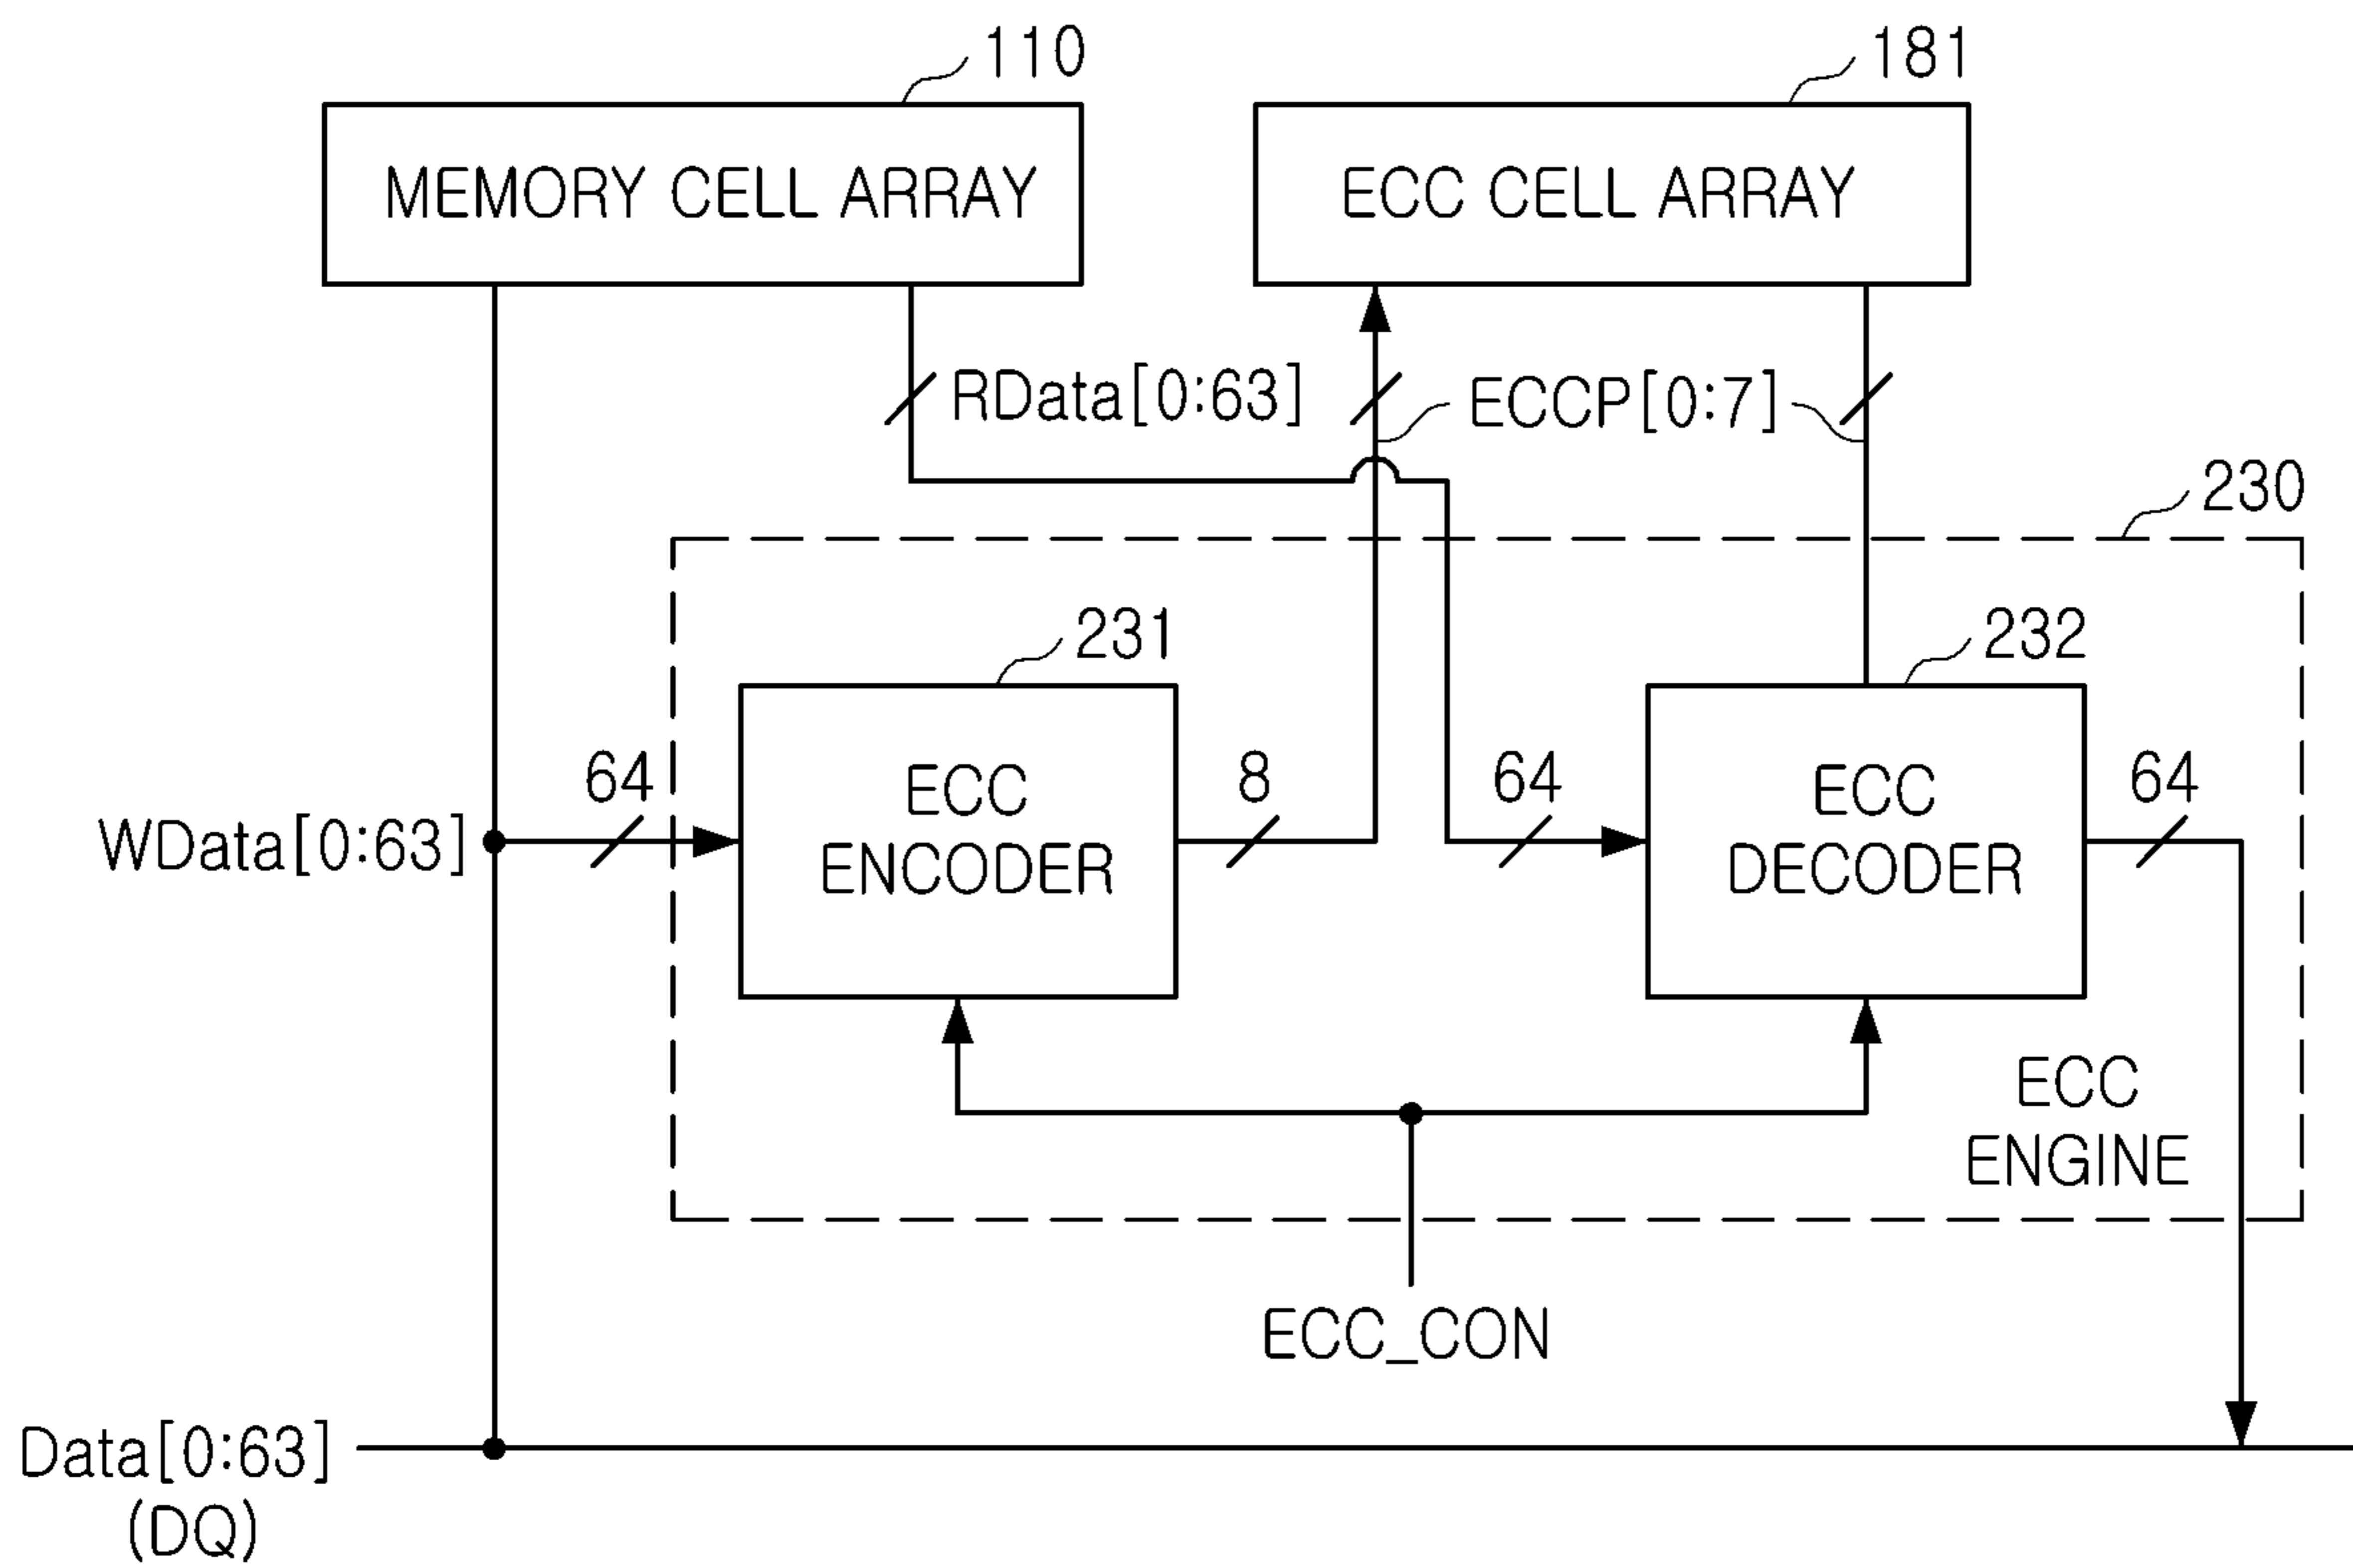 110
181
MEMORY CELL ARRAY
ECC CELL ARRAY
RData[0:63]
ECCP[0:7]
230
231
232
64
8
64
64
WData[0:63]
ECC
ENCODER
ECC
DECODER
ECC
ENGINE
ECC_CON
Data[0:63]
(DQ)